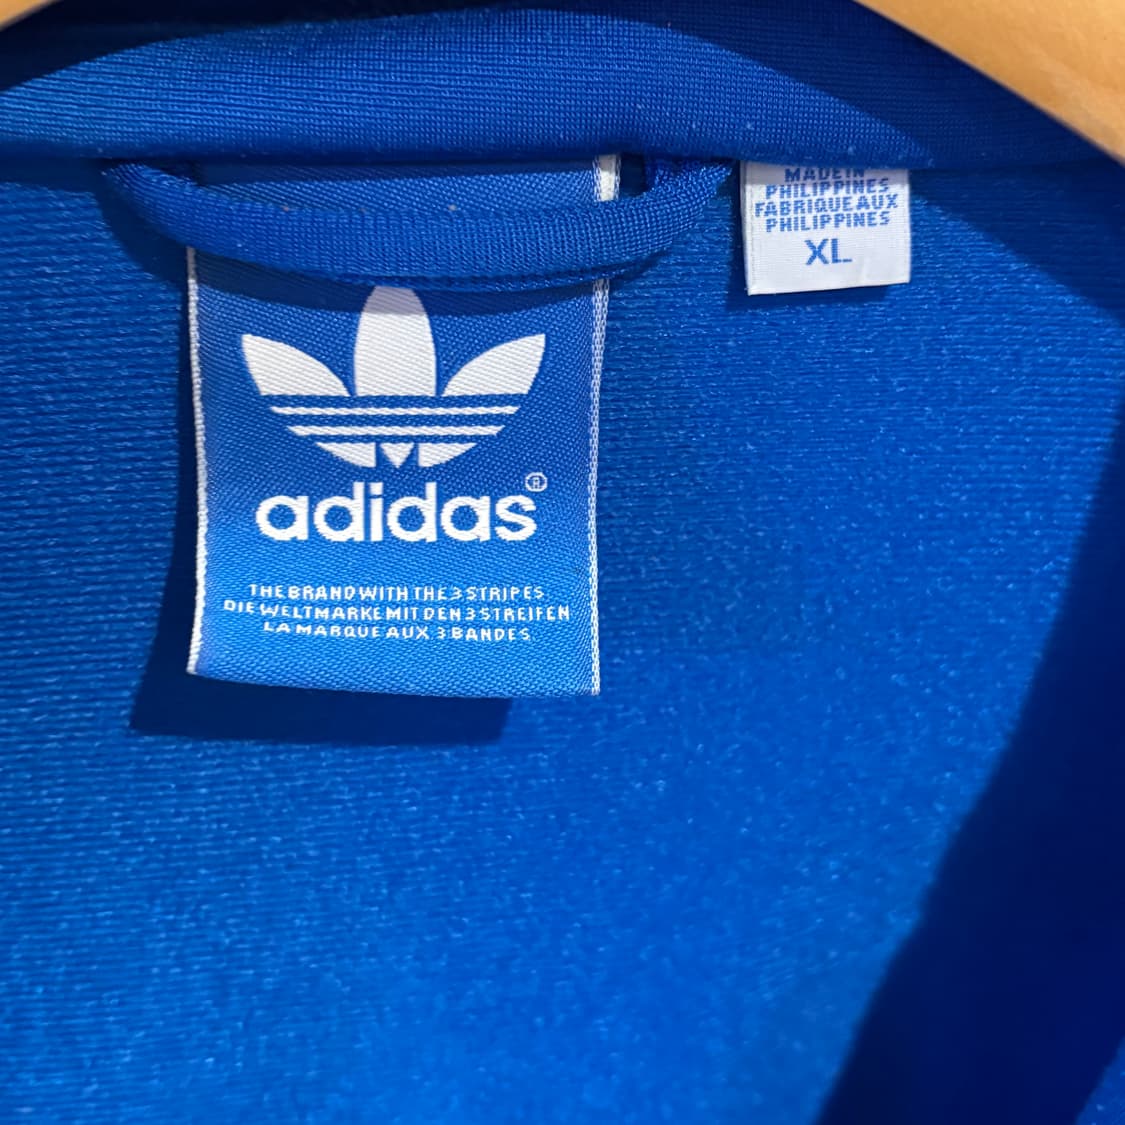 adidas®
THE BRAND WITH THE 3 STRIPES
DIE WELTMARKE MIT DEN 3 STREIFEN
LA MARQUE AUX 3 BANDES
MADE IN
PHILIPPINES
FABRIQUE AUX
PHILIPPINES
XL